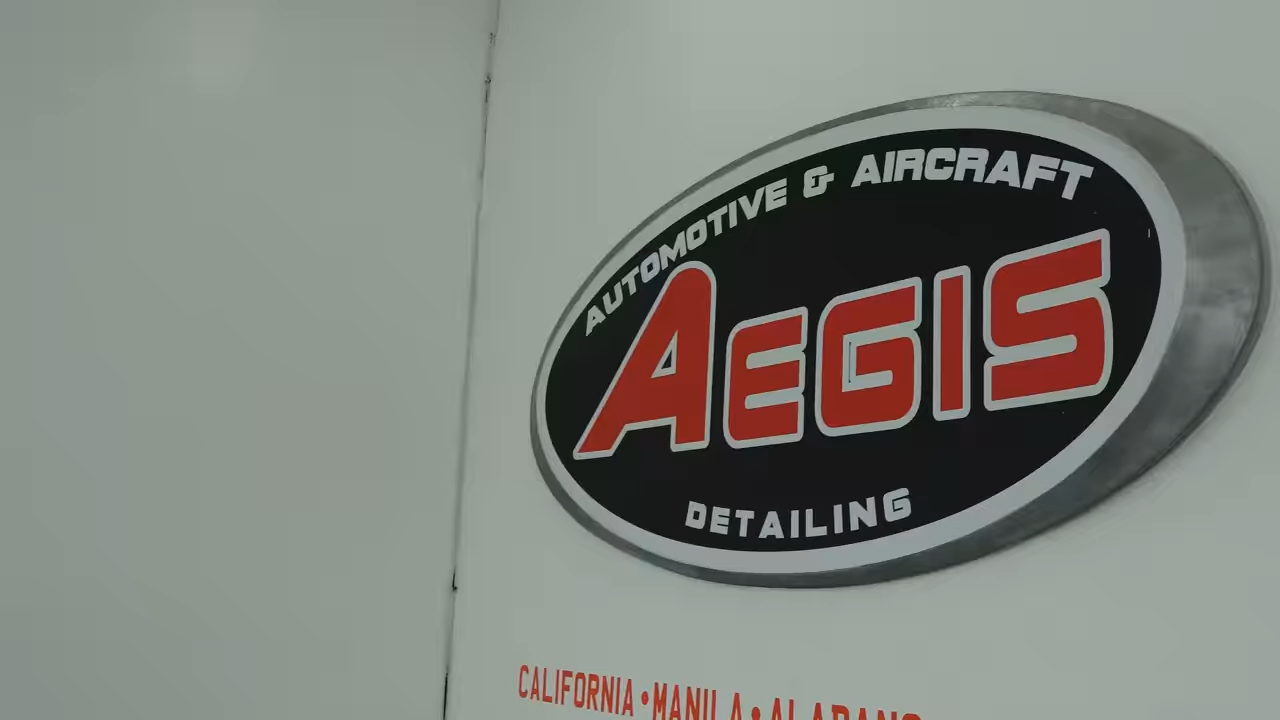 AUTOMOTIVE & AIRCRAFT
AEGIS
DETAILING
CALIFORNIA • MANILA •